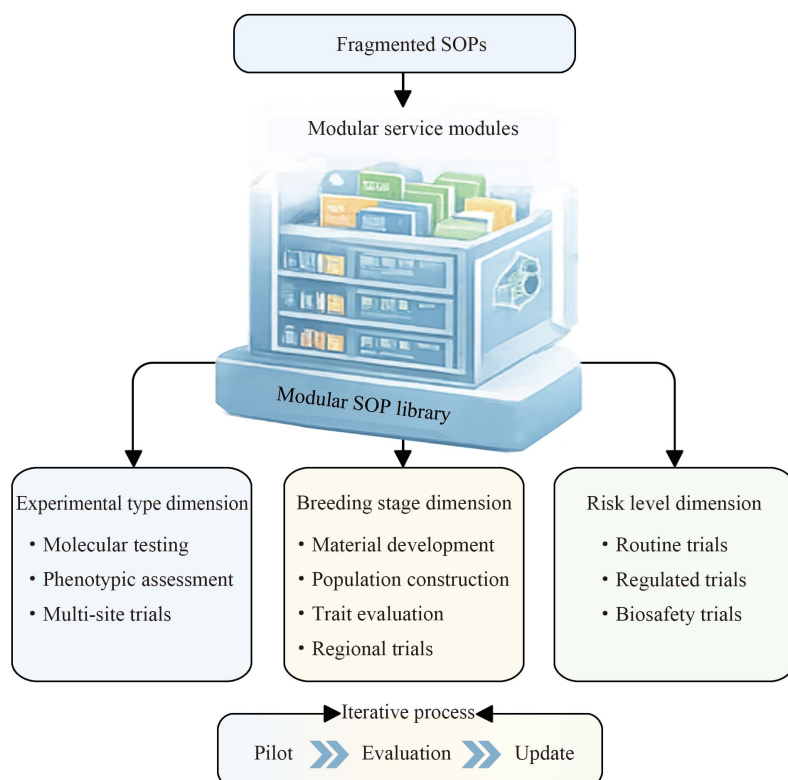 Fragmented SOPs
Modular service modules
Modular SOP library
Experimental type dimension
• Molecular testing
• Phenotypic assessment
• Multi-site trials
Breeding stage dimension
• Material development
• Population construction
• Trait evaluation
• Regional trials
Risk level dimension
• Routine trials
• Regulated trials
• Biosafety trials
Iterative process
Pilot Evaluation Update